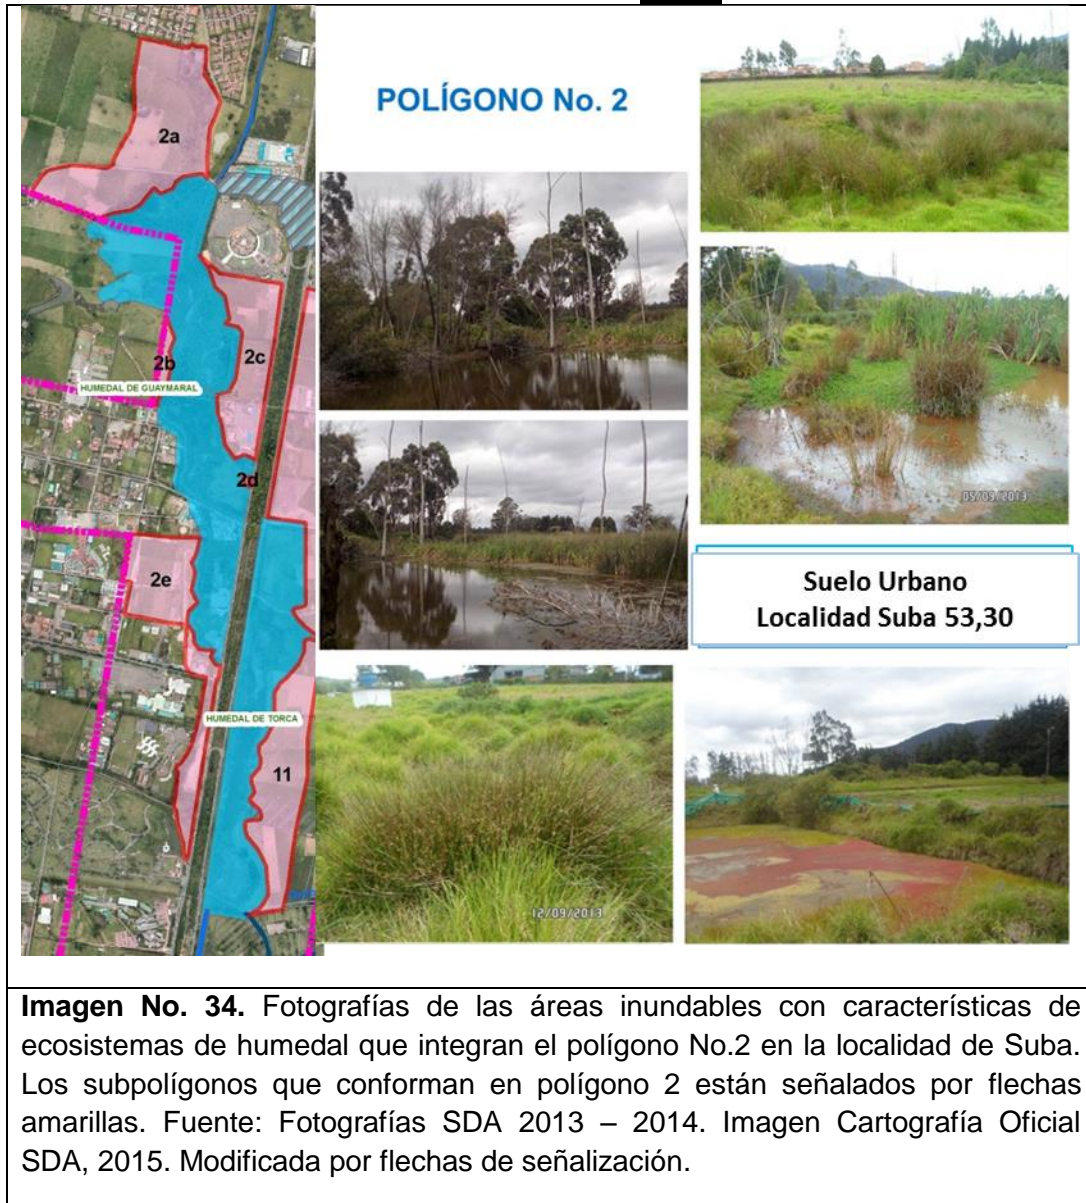 POLÍGONO No. 2
2a
2b
2c
HUMEDAL DE GUAYMARAL
2d
2e
HUMEDAL DE TORCA
11
05/09/2013
Suelo Urbano
Localidad Suba 53,30
12/09/2013
Imagen No. 34. Fotografías de las áreas inundables con características de
ecosistemas de humedal que integran el polígono No.2 en la localidad de Suba.
Los subpolígonos que conforman en polígono 2 están señalados por flechas
amarillas. Fuente: Fotografías SDA 2013 – 2014. Imagen Cartografía Oficial
SDA, 2015. Modificada por flechas de señalización.